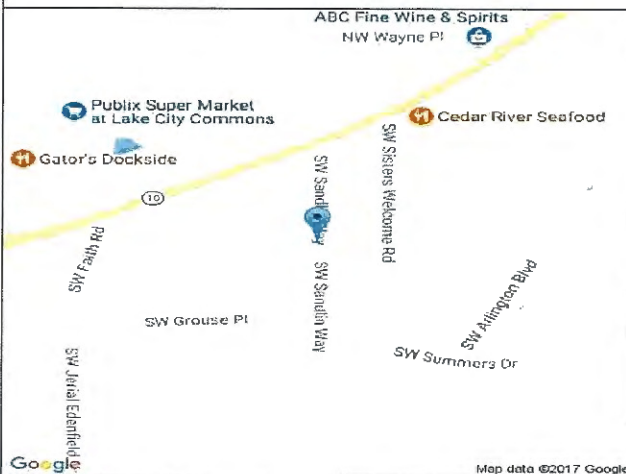 ABC Fine Wine & Spirits
NW Wayne Pl
Publix Super Market
at Lake City Commons
Cedar River Seafood
Gator's Dockside
10
SW Sisters Welcome Rd
SW Faith Rd
SW Sandlin Way
SW Arlington Blvd
SW Grouse Pl
SW Summers Dr
SW Jerial Edenfield
Google
Map data ©2017 Google